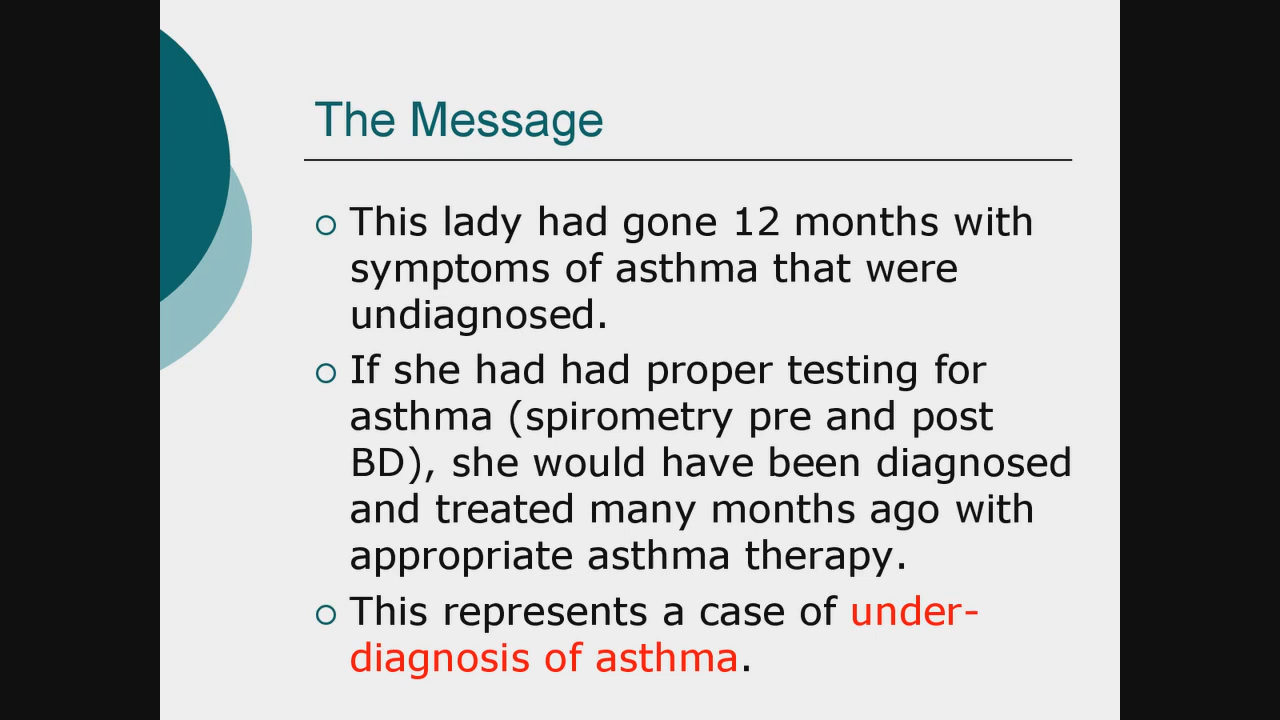 The Message
This lady had gone 12 months with
symptoms of asthma that were
undiagnosed.
If she had had proper testing for
asthma (spirometry pre and post
BD), she would have been diagnosed
and treated many months ago with
appropriate asthma therapy.
This represents a case of under-
diagnosis of asthma.